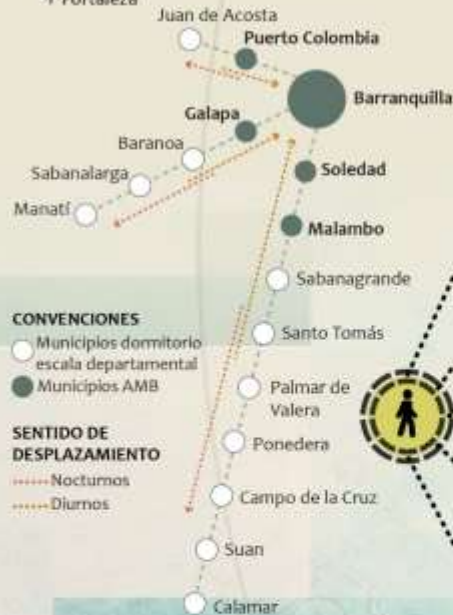 Fortaleza
Juan de Acosta
Puerto Colombia
Barranquilla
Galapa
Baranoa
Sabanalarga
Manatí
Soledad
Malambo
Sabanagrande
Santo Tomás
Palmar de
Valera
Ponedera
Campo de la Cruz
Suan
Calamar
CONVENCIONES
Municipios dormitorio
escala departamental
Municipios AMB
SENTIDO DE
DESPLAZAMIENTO
Nocturnos
Diurnos